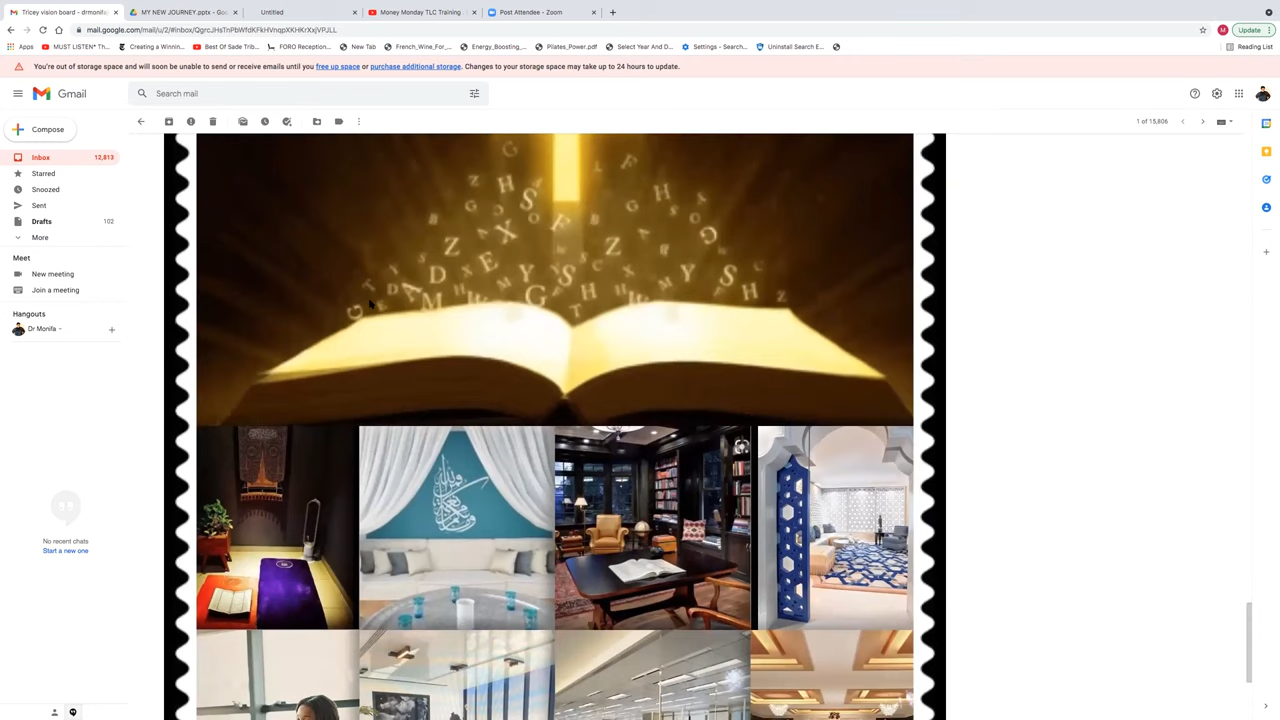 Tricey vision board - drmonifa
MY NEW JOURNEY.pptx - Goo
Untitled
Money Monday TLC Training
Post Attendee - Zoom
mail.google.com/mail/u/2/#inbox/
Update
Apps
MUST LISTEN* Th...
Creating a Winning...
Best Of Sade Trib...
FORO Reception...
New Tab
French_Wine_For_...
Energy_Boosting_...
Pilates_Power.pdf
Select Year And D...
Settings - Search...
Uninstall Search E...
Reading List
You're out of storage space and will soon be unable to send or receive emails until you free up space or purchase additional storage. Changes to your storage space may take up to 24 hours to update.
Gmail
Search mail
1 of 15,806
Compose
Inbox 12,813
Starred
Snoozed
Sent
Drafts 102
More
Meet
New meeting
Join a meeting
Hangouts
Dr Monifa
No recent chats
Start a new one